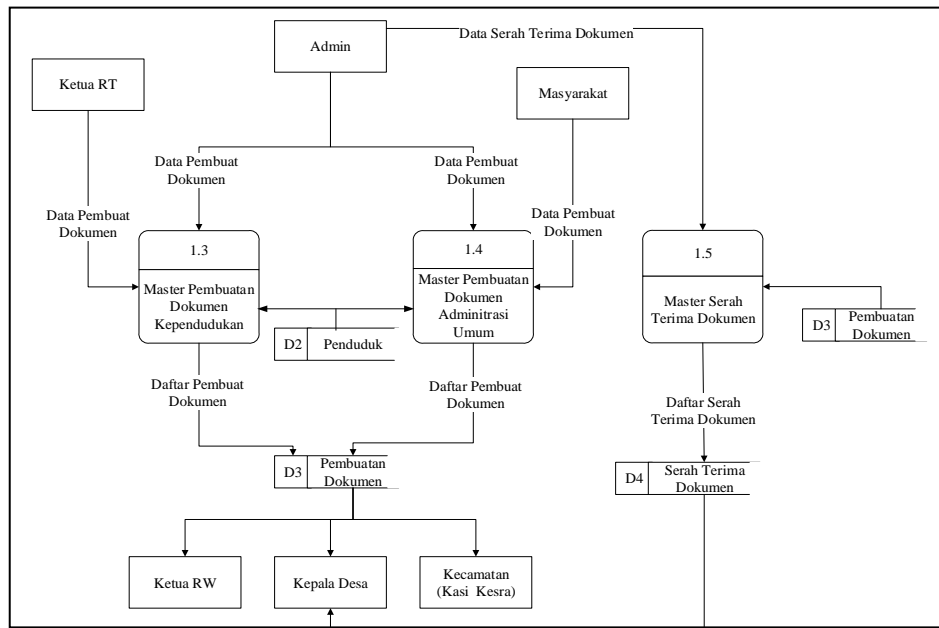 Admin
Data Serah Terima Dokumen
Ketua RT
Masyarakat
Data Pembuat
Dokumen
Data Pembuat
Dokumen
Data Pembuat
Dokumen
Data Pembuat
Dokumen
1.3
Master Pembuatan
Dokumen
Kependudukan
1.4
Master Pembuatan
Dokumen
Adminitrasi
Umum
1.5
Master Serah
Terima Dokumen
D2
Penduduk
D3
Pembuatan
Dokumen
Daftar Pembuat
Dokumen
Daftar Pembuat
Dokumen
Daftar Serah
Terima Dokumen
D3
Pembuatan
Dokumen
D4
Serah Terima
Dokumen
Ketua RW
Kepala Desa
Kecamatan
(Kasi Kesra)